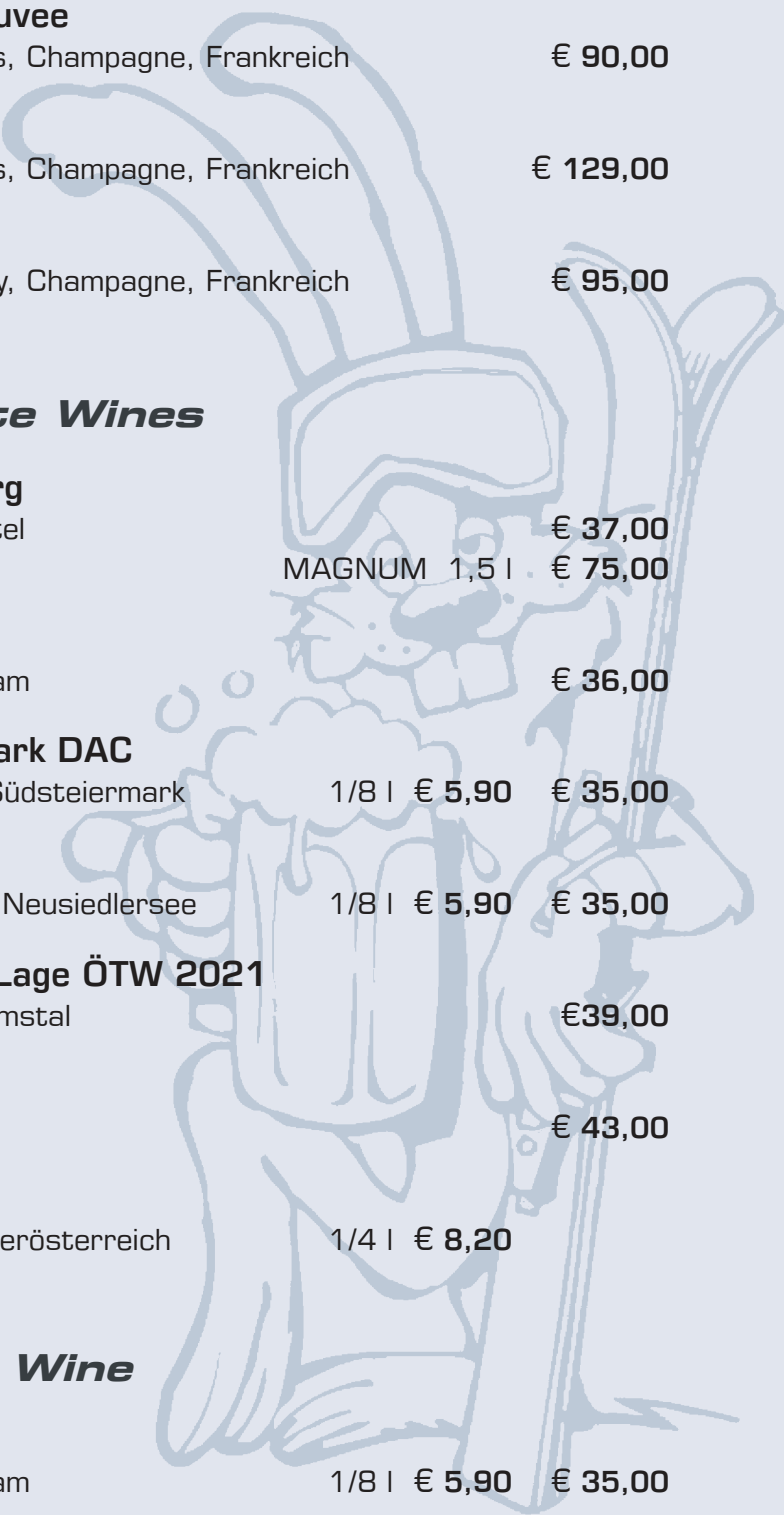 uvee
s, Champagne, Frankreich € 90,00
s, Champagne, Frankreich € 129,00
y, Champagne, Frankreich € 95,00
te Wines
rg
tel € 37,00
MAGNUM 1,5 l € 75,00
am € 36,00
ark DAC
Südsteiermark 1/8 l € 5,90 € 35,00
Neusiedlersee 1/8 l € 5,90 € 35,00
Lage ÖTW 2021
mstal €39,00
€ 43,00
erösterreich 1/4 l € 8,20
Wine
am 1/8 l € 5,90 € 35,00